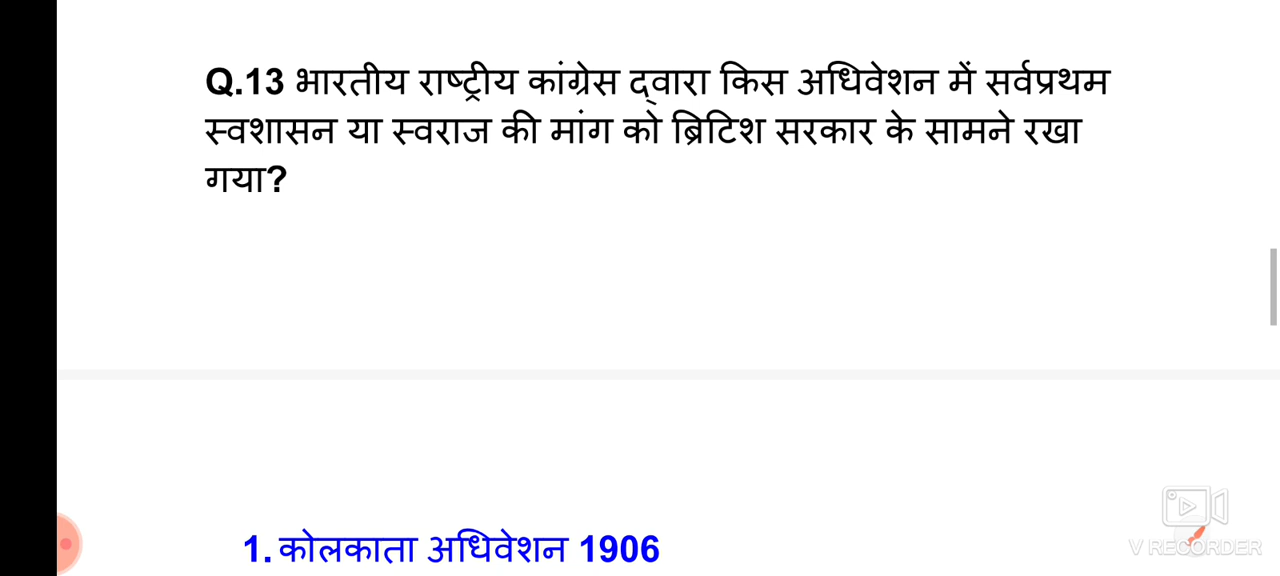 Q.13 भारतीय राष्ट्रीय कांग्रेस द्वारा किस अधिवेशन में सर्वप्रथम
स्वशासन या स्वराज की मांग को ब्रिटिश सरकार के सामने रखा
गया?
1. कोलकाता अधिवेशन 1906
V RECORDER